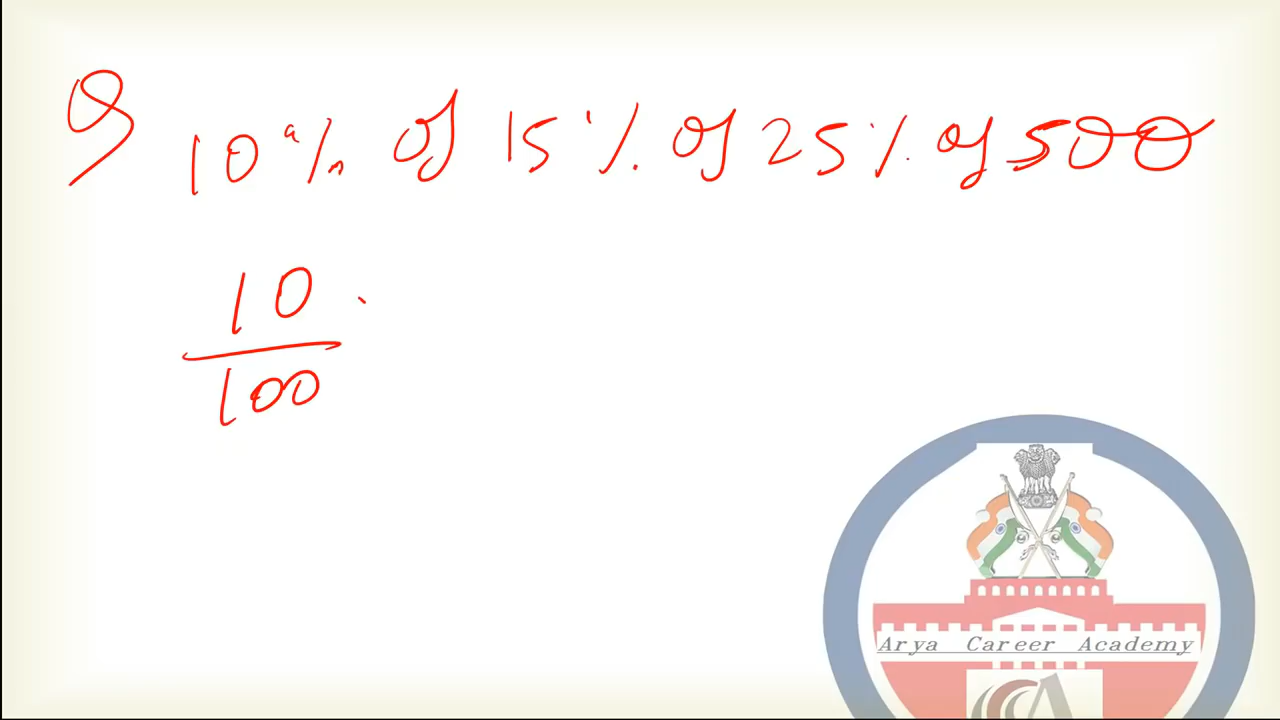 Q 10% of 15% of 25% of 500
10
100
Arya Career Academy